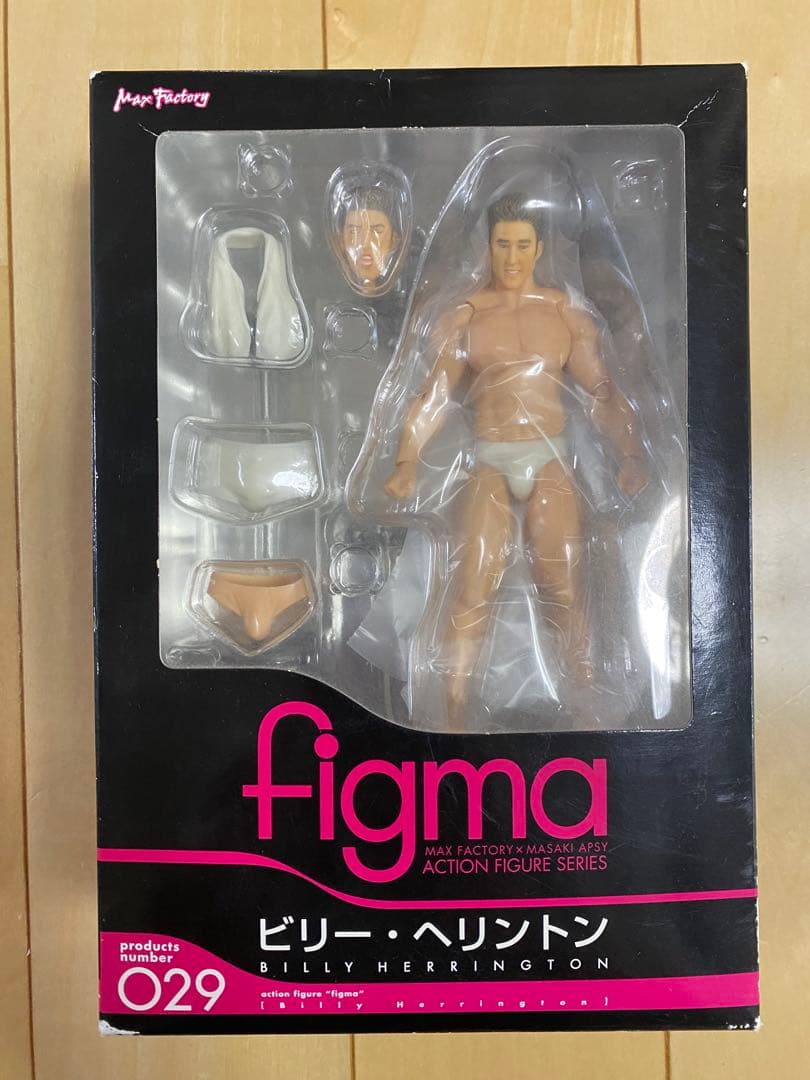 Max Factory
figma
MAX FACTORY × MASAKI APSY
ACTION FIGURE SERIES
ビリー・ヘリントン
BILLY HERRINGTON
products
number
029
action figure "figma"
[ Billy Herrington ]